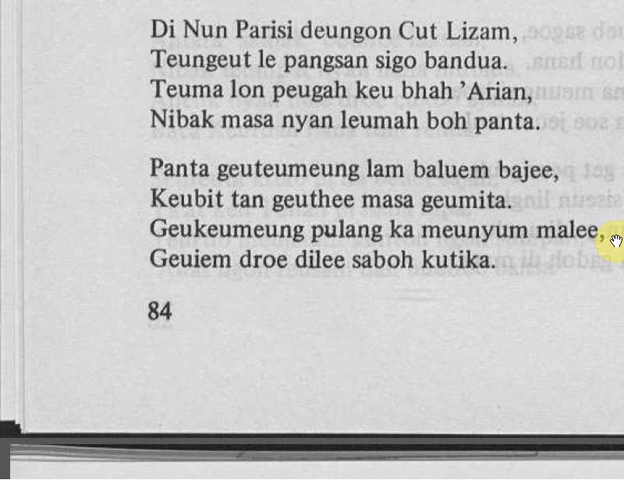 Di Nun Parisi deungon Cut Lizam,
Teungeut le pangsan sigo bandua.
Teuma lon peugah keu bhah 'Arian,
Nibak masa nyan leumah boh panta.
Panta geuteumeung lam baluem bajee,
Keubit tan geuthee masa geumita.
Geukeumeung pulang ka meunyum malee,
Geuiem droe dilee saboh kutika.
84